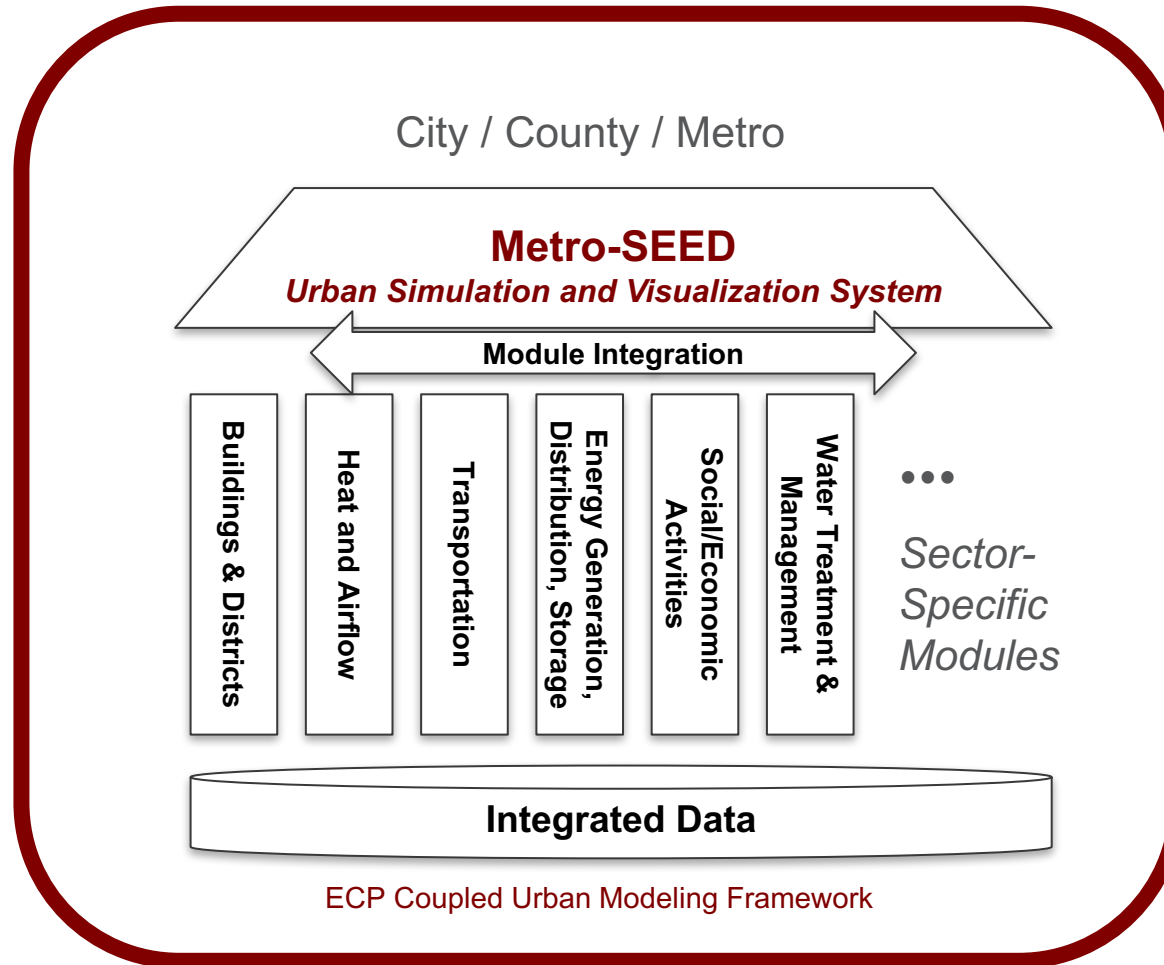 City / County / Metro
Metro-SEED
Urban Simulation and Visualization System
Module Integration
Buildings & Districts
Heat and Airflow
Transportation
Energy Generation,
Distribution, Storage
Social/Economic
Activities
Water Treatment &
Management
•••
Sector-
Specific
Modules
Integrated Data
ECP Coupled Urban Modeling Framework